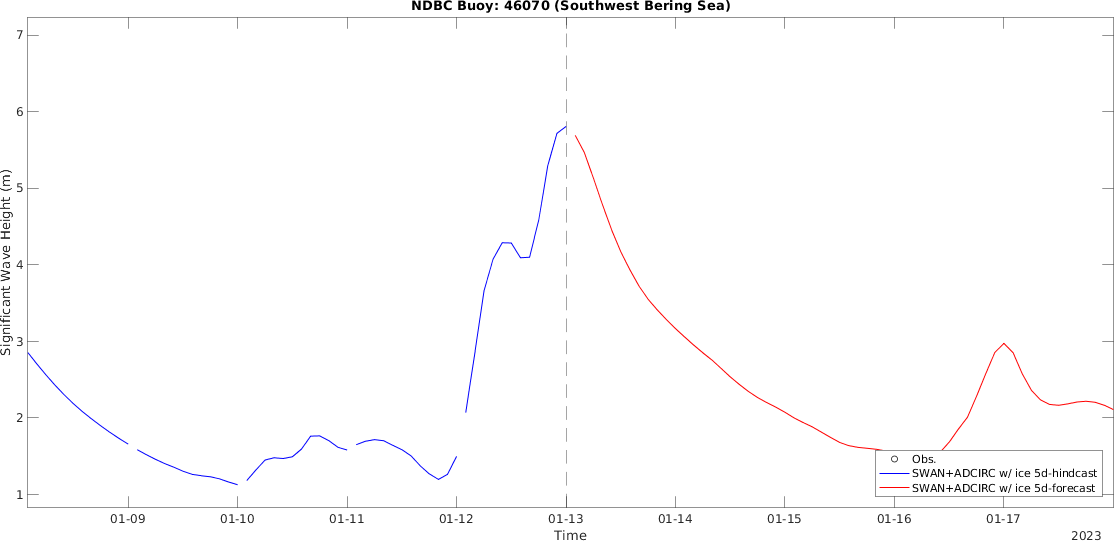 NDBC Buoy: 46070 (Southwest Bering Sea)
7
6
5
4
3
2
1
Significant Wave Height (m)
Obs.
SWAN+ADCIRC w/ ice 5d-hindcast
SWAN+ADCIRC w/ ice 5d-forecast
01-09 01-10 01-11 01-12 01-13 01-14 01-15 01-16 01-17
Time
2023